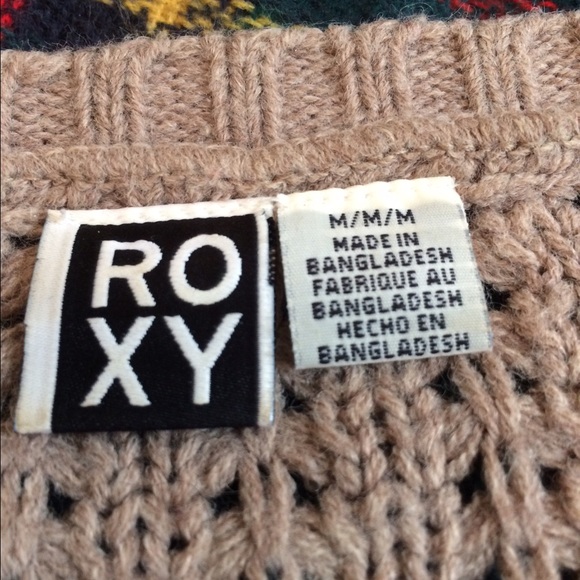 RO
XY
M/M/M
MADE IN
BANGLADESH
FABRIQUE AU
BANGLADESH
HECHO EN
BANGLADESH